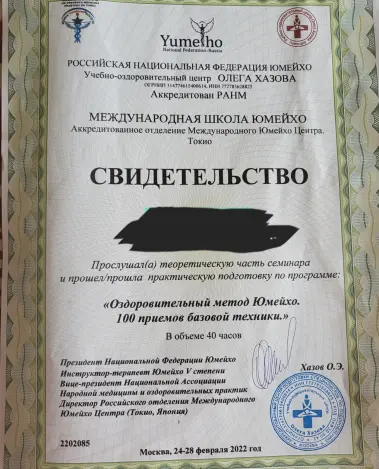 Yumeiho
National Federation-Russia
РОССИЙСКАЯ НАЦИОНАЛЬНАЯ ФЕДЕРАЦИЯ ЮМЕЙХО
Учебно-оздоровительный центр ОЛЕГА ХАЗОВА
Аккредитован РАНМ
МЕЖДУНАРОДНАЯ ШКОЛА ЮМЕЙХО
Аккредитованное отделение Международного Юмейхо Центра.
Токио
СВИДЕТЕЛЬСТВО
Прослушал(а) теоретическую часть семинара
и прошел/прошла практическую подготовку по программе:
«Оздоровительный метод Юмейхо.
100 приемов базовой техники.»
В объеме 40 часов
Президент Национальной Федерации Юмейхо
Инструктор-терапевт Юмейхо V степени
Вице-президент Национальной Ассоциации
Народной медицины и оздоровительных практик
Директор Российского отделения Международного
Юмейхо Центра (Токио, Япония)
Хазов О.Э.
2202085
Москва, 24-28 февраля 2022 год